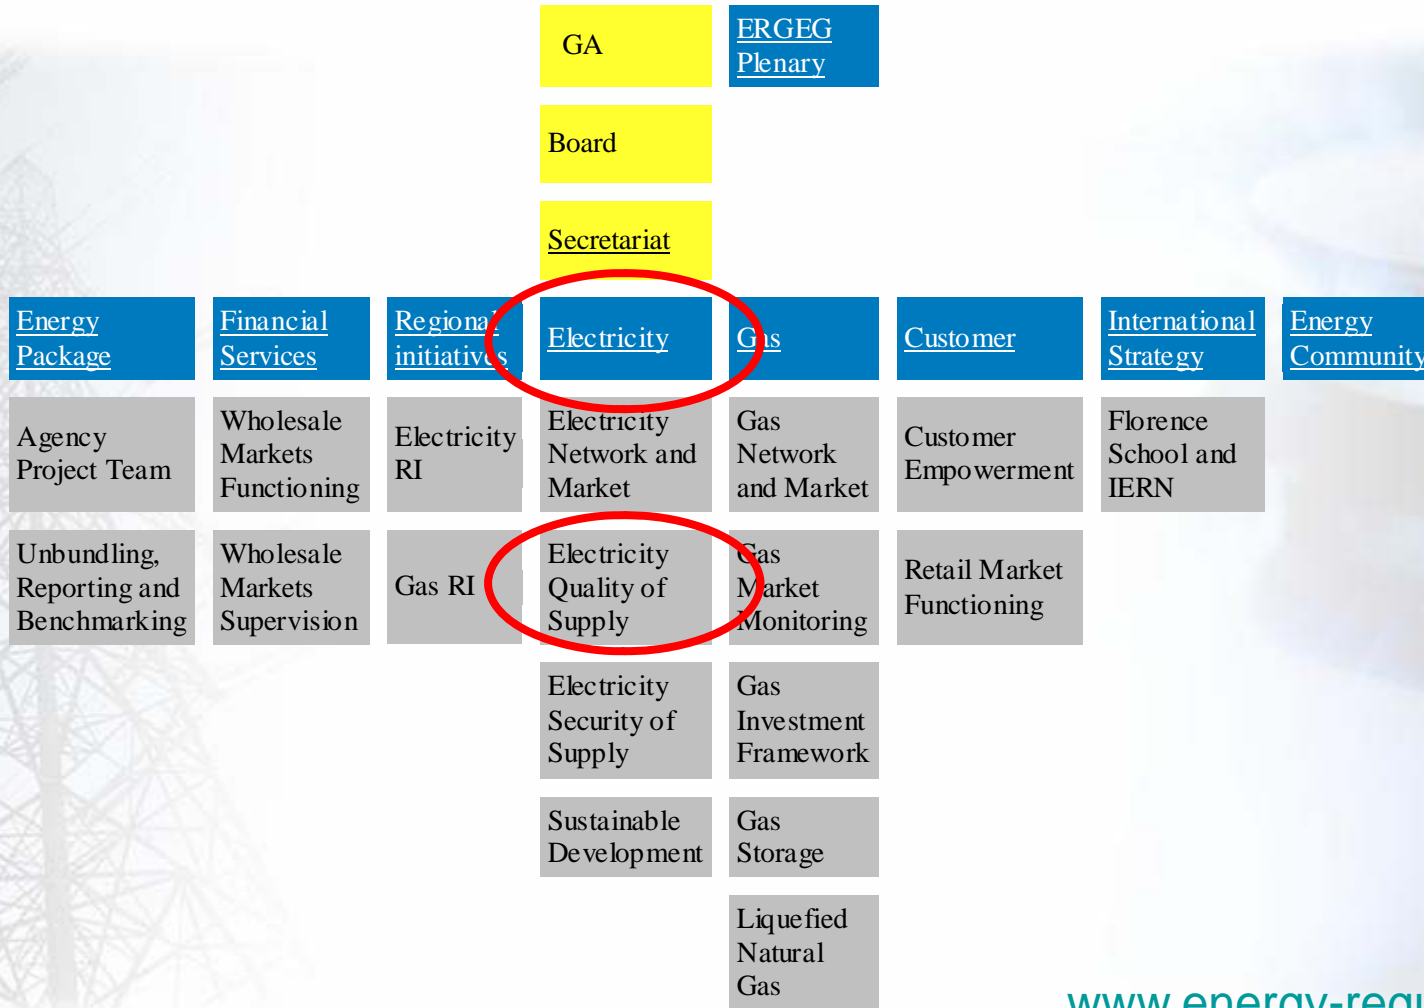 GA
ERGEG
Plenary
Board
Secretariat
Energy
Package
Financial
Services
Regional
initiatives
Electricity
Gas
Customer
International
Strategy
Energy
Community
Agency
Project Team
Wholesale
Markets
Functioning
Electricity
RI
Electricity
Network and
Market
Gas
Network
and Market
Customer
Empowerment
Florence
School and
IERN
Unbundling,
Reporting and
Benchmarking
Wholesale
Markets
Supervision
Gas RI
Electricity
Quality of
Supply
Gas
Market
Monitoring
Retail Market
Functioning
Electricity
Security of
Supply
Gas
Investment
Framework
Sustainable
Development
Gas
Storage
Liquefied
Natural
Gas
www.energy-regu